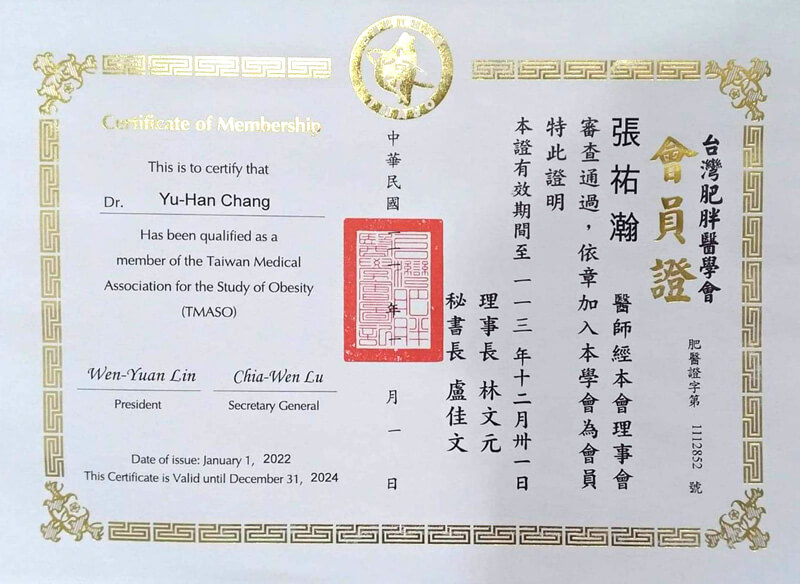 Certificate of Membership
This is to certify that
Dr. Yu-Han Chang
Has been qualified as a
member of the Taiwan Medical
Association for the Study of Obesity
(TMASO)
Wen-Yuan Lin
President
Chia-Wen Lu
Secretary General
Date of issue: January 1, 2022
This Certificate is Valid until December 31, 2024
台灣肥胖醫學會
會員證
肥醫證字第 1112852 號
張祐瀚 醫師經本會理事會
審查通過，依章加入本學會為會員
特此證明
本證有效期間至 一一三 年十二月卅一日
理事長 林文元
秘書長 盧佳文
中華民國 一一一 年 一 月 一 日